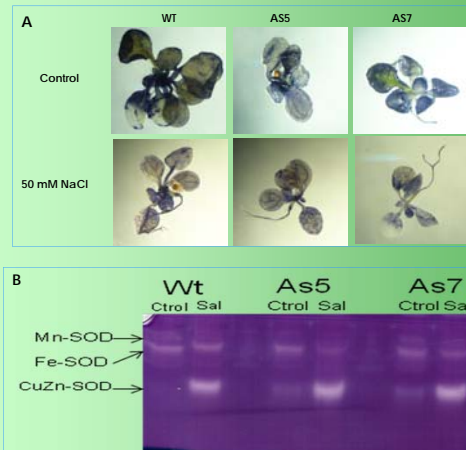 A
WT AS5 AS7
Control
50 mM NaCl
B
Wt As5 As7
Ctrol Sal Ctrol Sal Ctrol Sa
Mn-SOD
Fe-SOD
CuZn-SOD